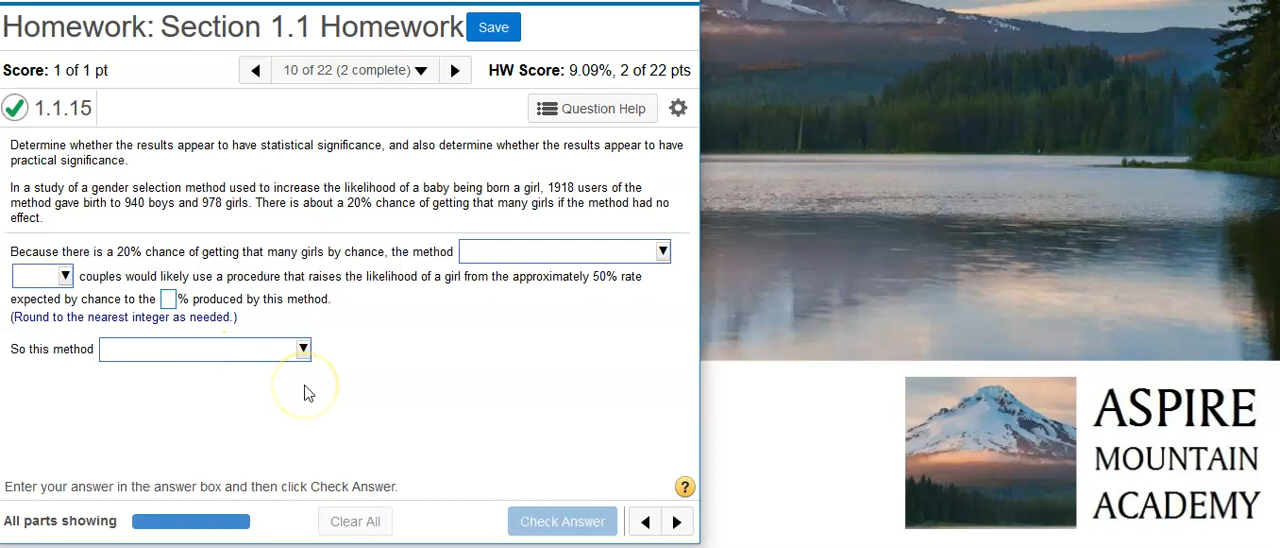 Homework: Section 1.1 Homework Save
Score: 1 of 1 pt 10 of 22 (2 complete) HW Score: 9.09%, 2 of 22 pts
1.1.15 Question Help
Determine whether the results appear to have statistical significance, and also determine whether the results appear to have
practical significance.
In a study of a gender selection method used to increase the likelihood of a baby being born a girl, 1918 users of the
method gave birth to 940 boys and 978 girls. There is about a 20% chance of getting that many girls if the method had no
effect.
Because there is a 20% chance of getting that many girls by chance, the method
couples would likely use a procedure that raises the likelihood of a girl from the approximately 50% rate
expected by chance to the % produced by this method.
(Round to the nearest integer as needed.)
So this method
Enter your answer in the answer box and then click Check Answer.
?
All parts showing Clear All Check Answer
ASPIRE
MOUNTAIN
ACADEMY